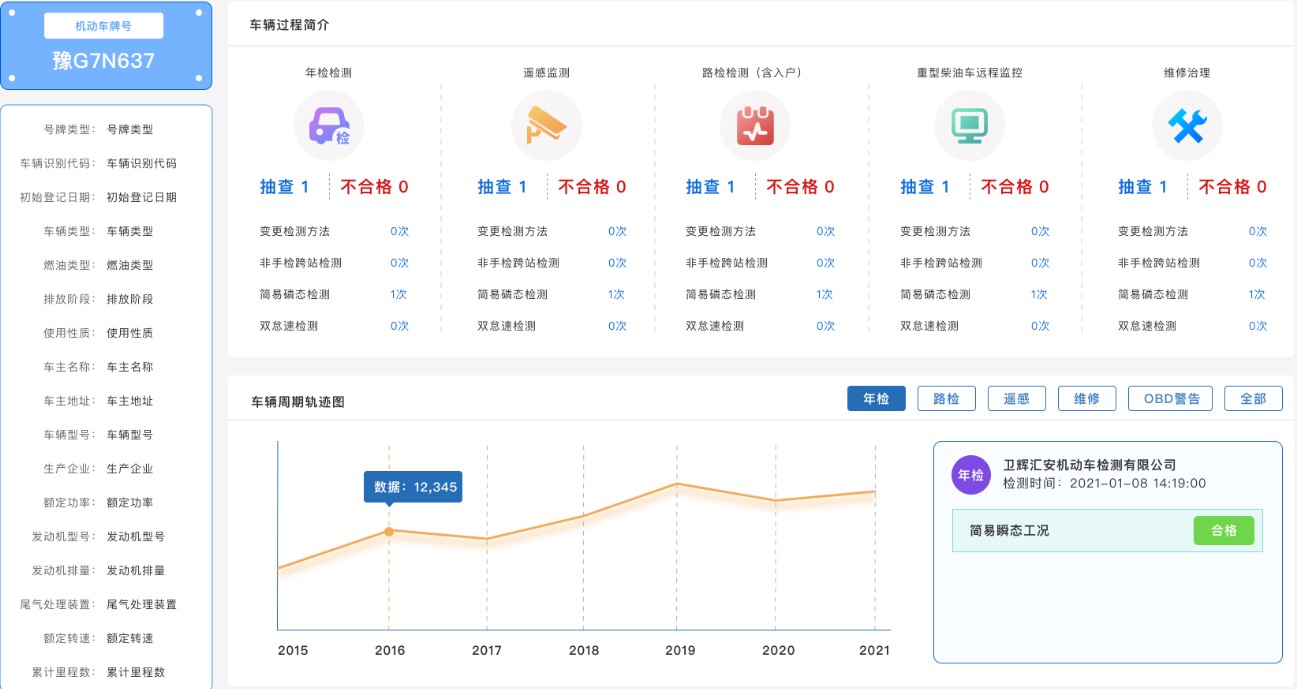 机动车牌号
豫G7N637
号牌类型： 号牌类型
车辆识别代码： 车辆识别代码
初始登记日期： 初始登记日期
车辆类型： 车辆类型
燃油类型： 燃油类型
排放阶段： 排放阶段
使用性质： 使用性质
车主名称： 车主名称
车主地址： 车主地址
车辆型号： 车辆型号
生产企业： 生产企业
额定功率： 额定功率
发动机型号： 发动机型号
发动机排量： 发动机排量
尾气处理装置： 尾气处理装置
额定转速： 额定转速
累计里程数： 累计里程数
车辆过程简介
年检检测
检
抽查 1 不合格 0
变更检测方法 0次
非手检跨站检测 0次
简易磷态检测 1次
双怠速检测 0次
遥感监测
抽查 1 不合格 0
变更检测方法 0次
非手检跨站检测 0次
简易磷态检测 1次
双怠速检测 0次
路检检测（含入户）
抽查 1 不合格 0
变更检测方法 0次
非手检跨站检测 0次
简易磷态检测 1次
双怠速检测 0次
重型柴油车远程监控
抽查 1 不合格 0
变更检测方法 0次
非手检跨站检测 0次
简易磷态检测 1次
双怠速检测 0次
维修治理
抽查 1 不合格 0
变更检测方法 0次
非手检跨站检测 0次
简易磷态检测 1次
双怠速检测 0次
车辆周期轨迹图
年检 路检 遥感 维修 OBD警告 全部
数据：12,345
2015 2016 2017 2018 2019 2020 2021
年检
卫辉汇安机动车检测有限公司
检测时间：2021-01-08 14:19:00
简易瞬态工况 合格